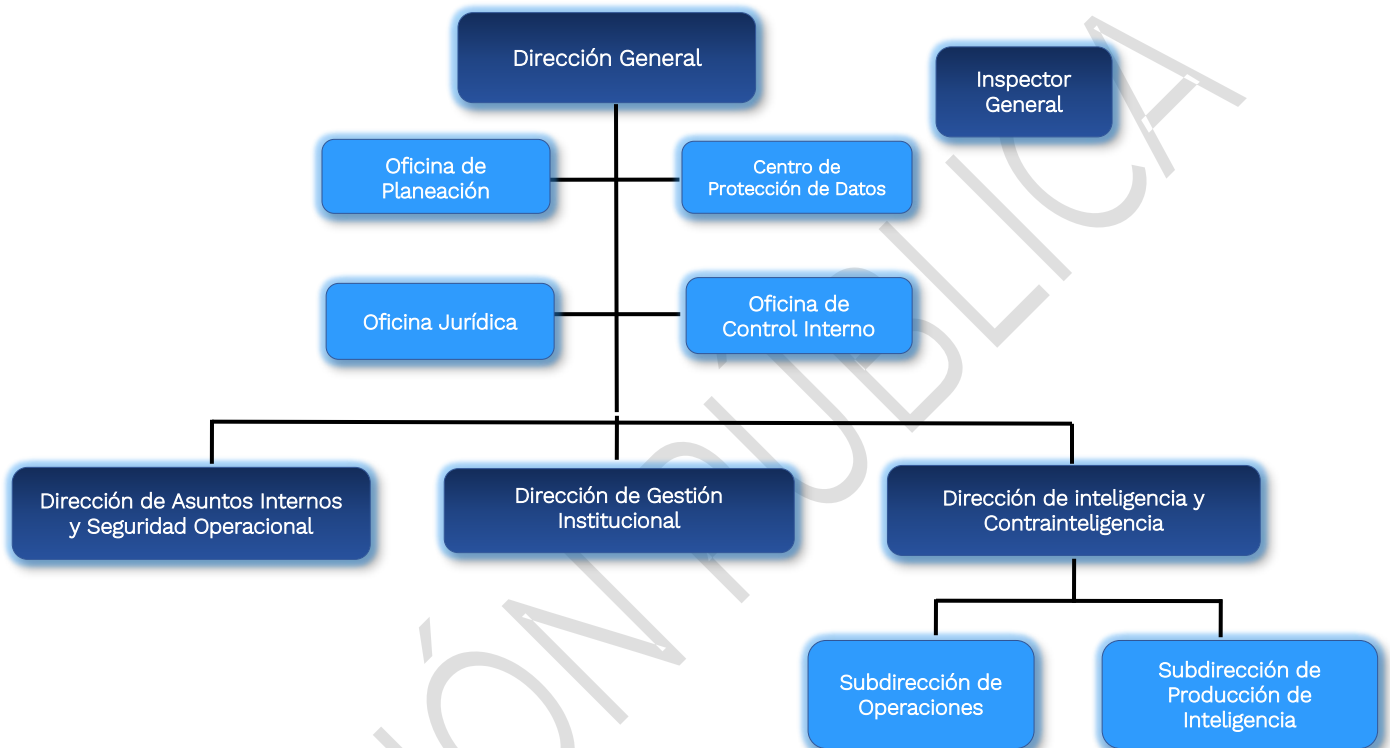 Dirección General
Inspector
General
Oficina de
Planeación
Centro de
Protección de Datos
Oficina Jurídica
Oficina de
Control Interno
Dirección de Asuntos Internos
y Seguridad Operacional
Dirección de Gestión
Institucional
Dirección de inteligencia y
Contrainteligencia
Subdirección de
Operaciones
Subdirección de
Producción de
Inteligencia
IÓN PÚBLICA